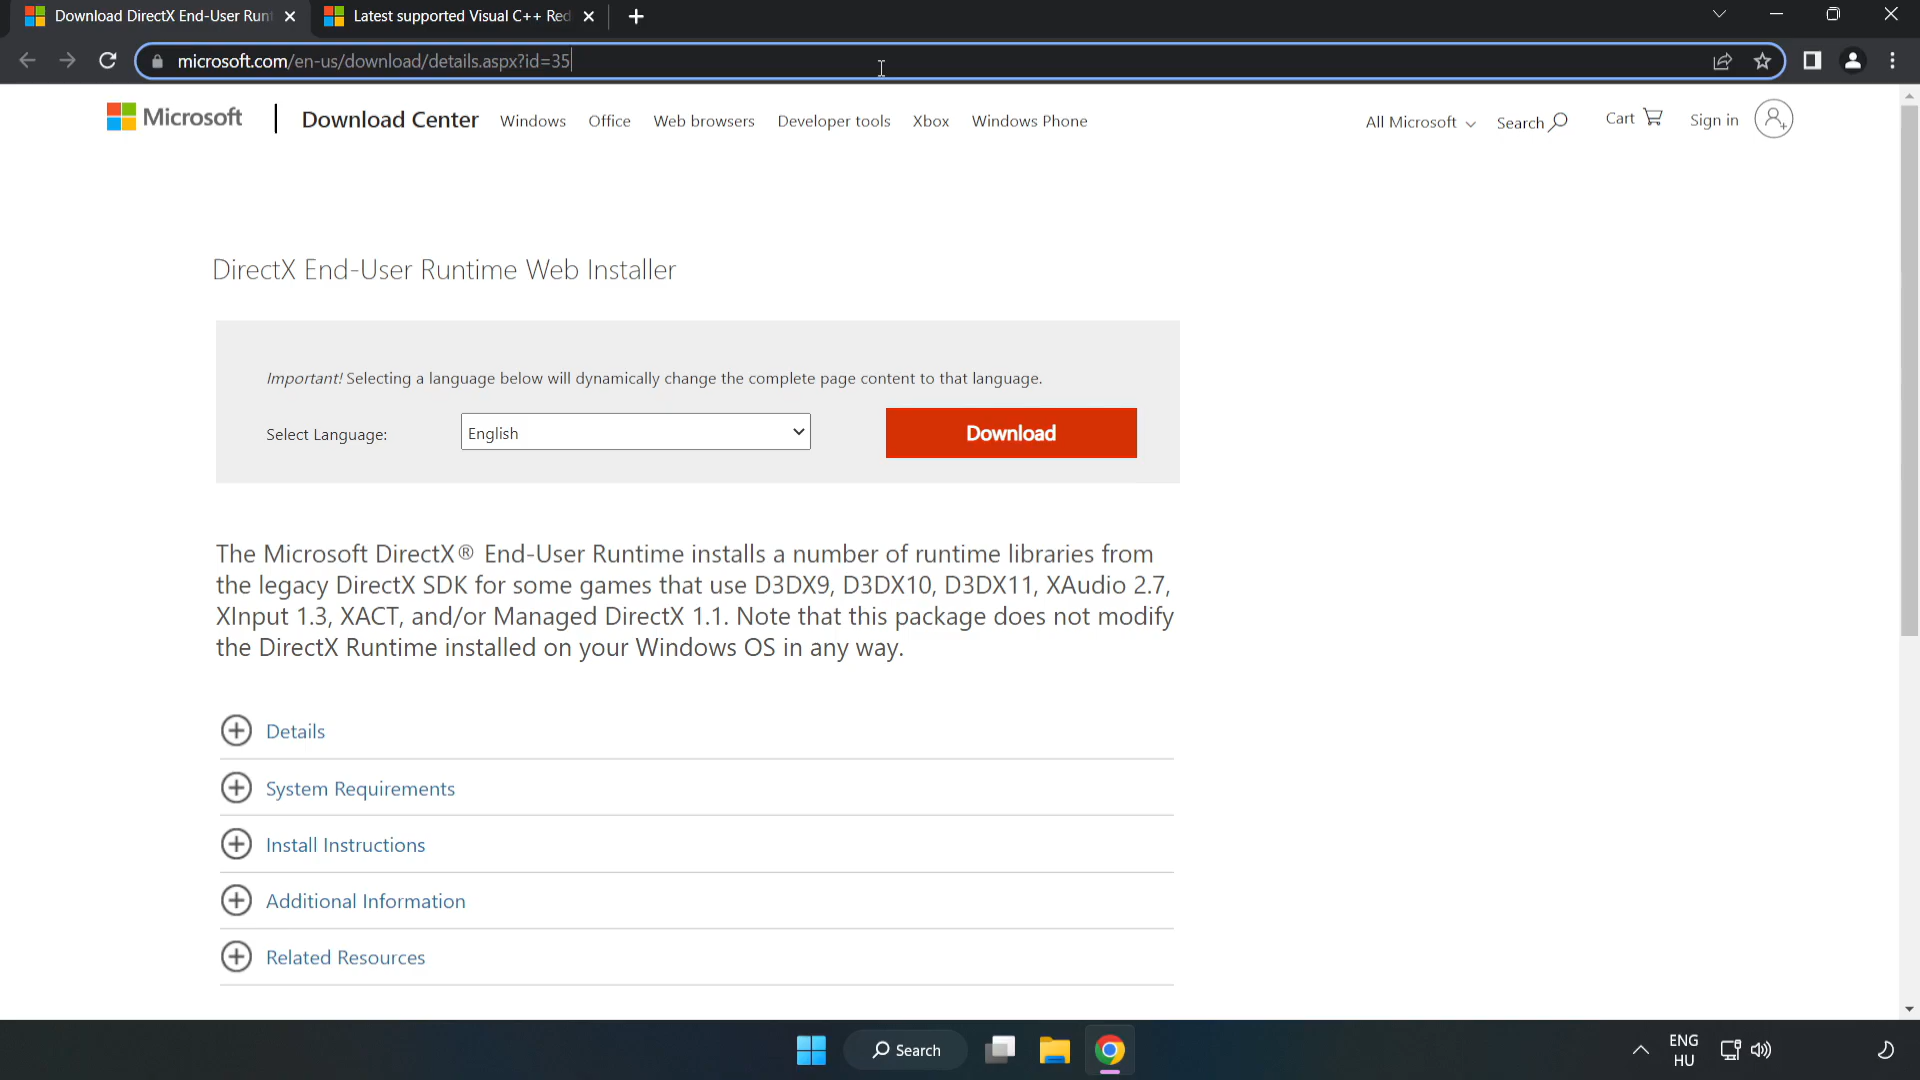 Download DirectX End-User Runt
Latest supported Visual C++ Red
microsoft.com/en-us/download/details.aspx?id=35
Microsoft
Download Center
Windows
Office
Web browsers
Developer tools
Xbox
Windows Phone
All Microsoft
Search
Cart
Sign in
DirectX End-User Runtime Web Installer
Important! Selecting a language below will dynamically change the complete page content to that language.
Select Language:
English
Download
The Microsoft DirectX® End-User Runtime installs a number of runtime libraries from
the legacy DirectX SDK for some games that use D3DX9, D3DX10, D3DX11, XAudio 2.7,
XInput 1.3, XACT, and/or Managed DirectX 1.1. Note that this package does not modify
the DirectX Runtime installed on your Windows OS in any way.
Details
System Requirements
Install Instructions
Additional Information
Related Resources
Search
ENG
HU